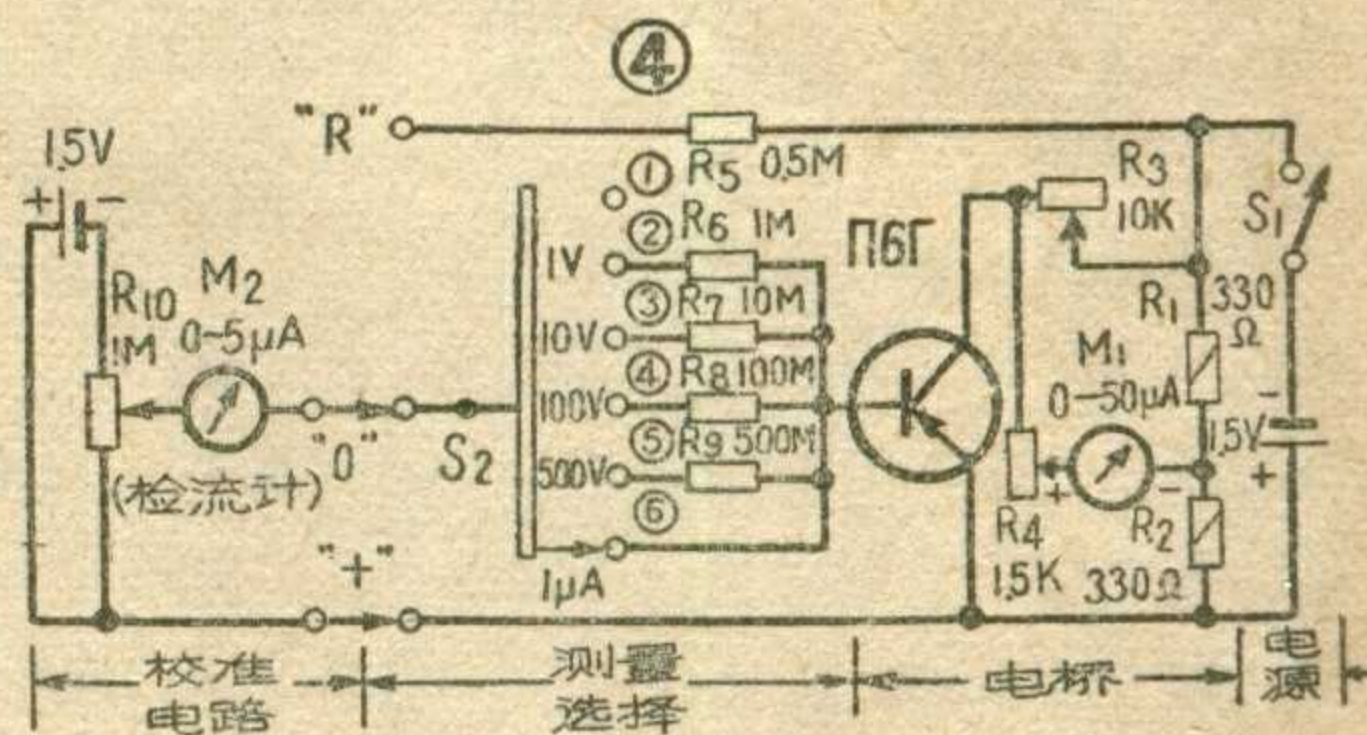 ④
"R"
1.5V
+ -
① R5 0.5M
② R6 1M
1V
③ R7 10M
10V
④ R8 100M
100V
⑤ R9 500M
500V
⑥
1μA
R10
1M
M2
0-5μA
(检流计)
"0"
S2
"+"
П6Г
R3
10K
S1
R1 330
Ω
M1
0-50μA
+ -
R4
1.5K
R2
330Ω
1.5V
-
+
校准
电路
测量
选择
电桥
电
源